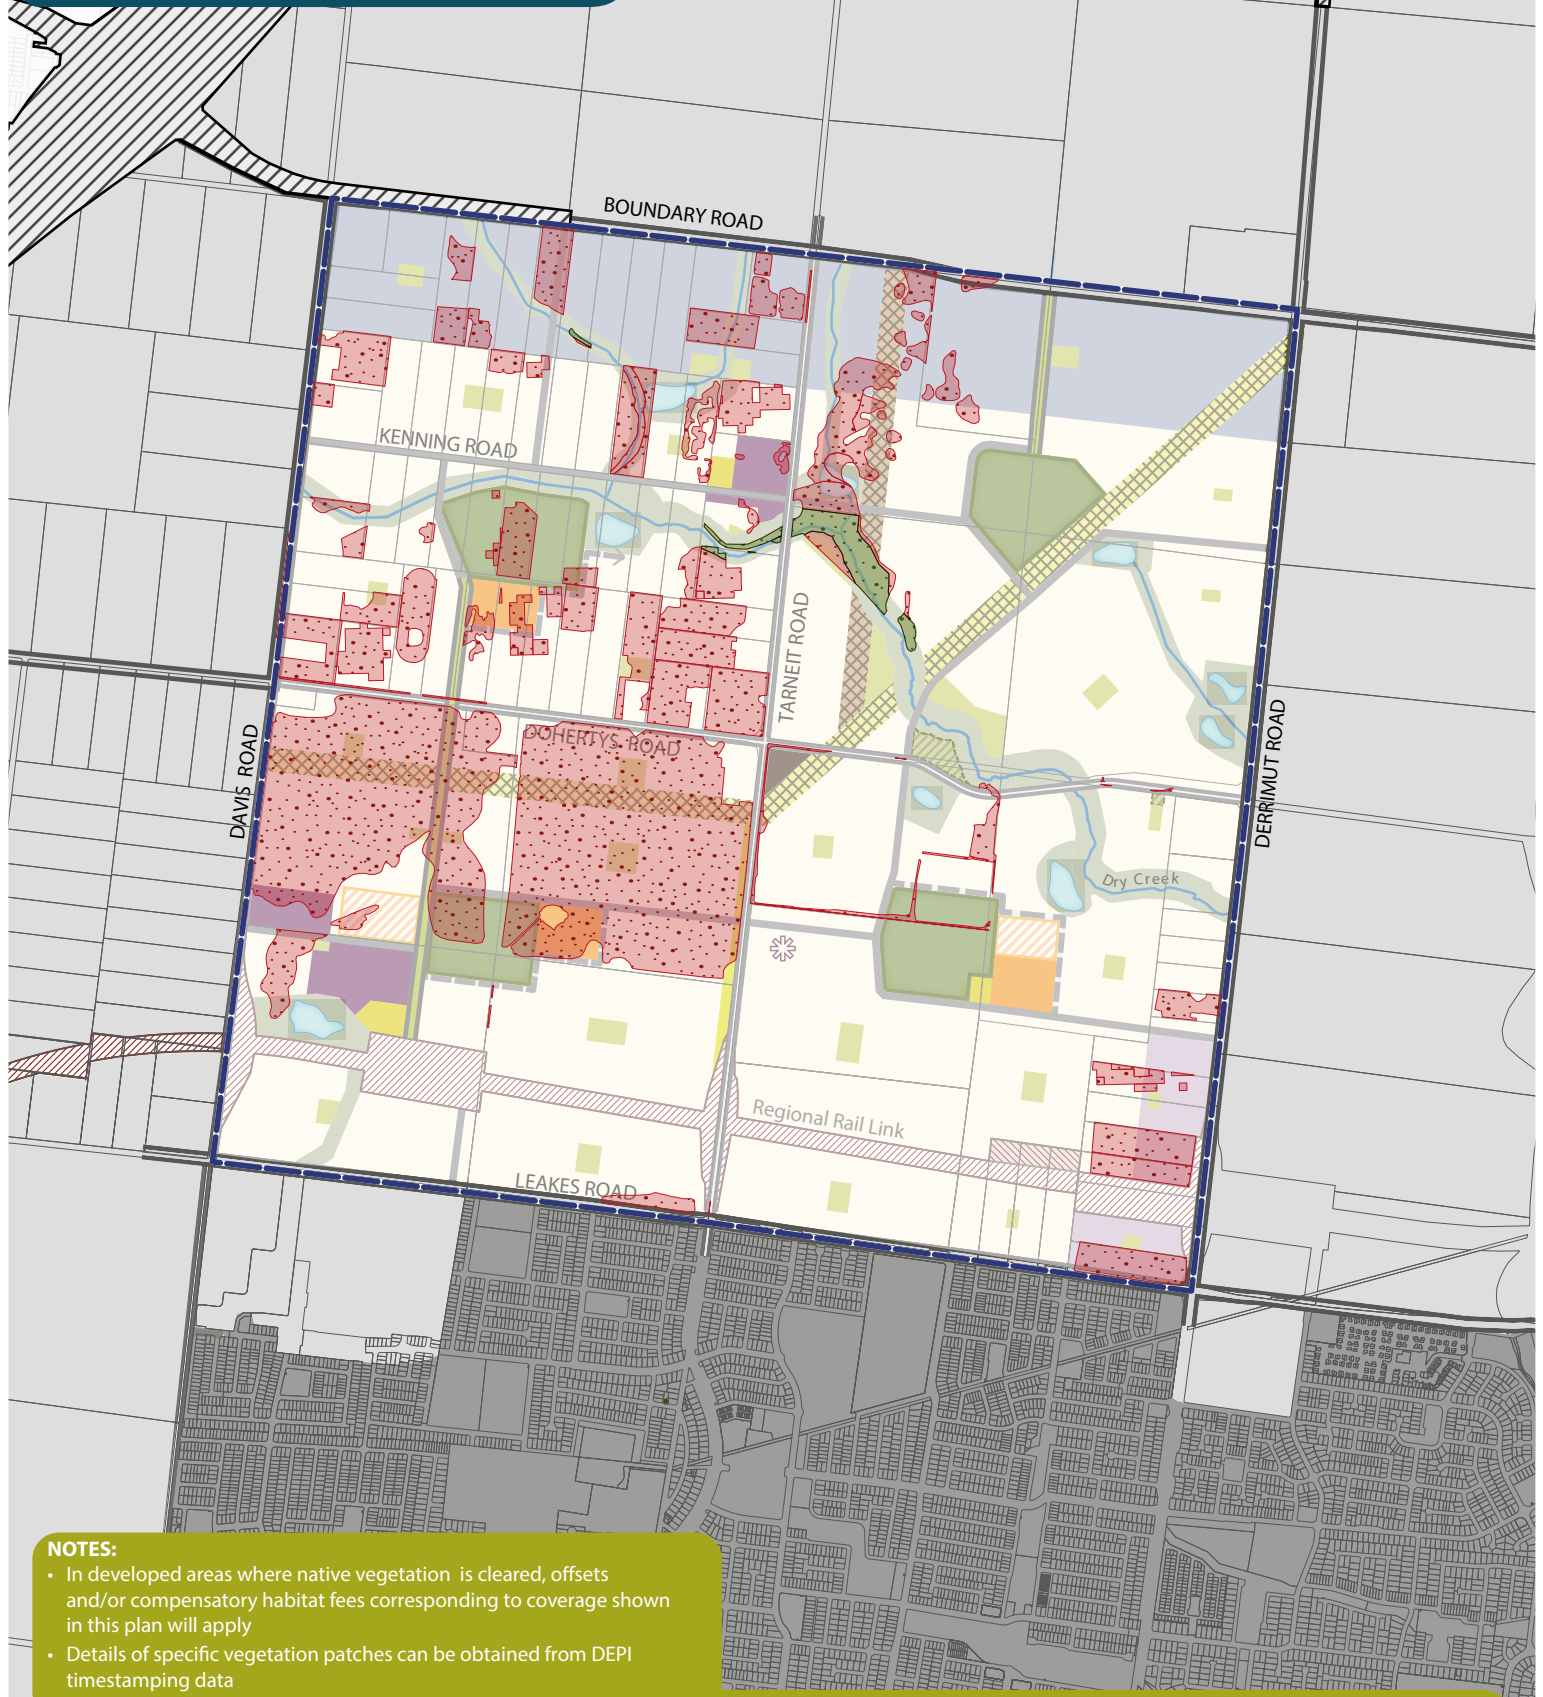 BOUNDARY ROAD
KENNING ROAD
TARNEIT ROAD
DOHERTYS ROAD
DAVIS ROAD
DERRIMUT ROAD
Dry Creek
Regional Rail Link
LEAKES ROAD
NOTES:
• In developed areas where native vegetation is cleared, offsets
and/or compensatory habitat fees corresponding to coverage shown
in this plan will apply
• Details of specific vegetation patches can be obtained from DEPI
timestamping data